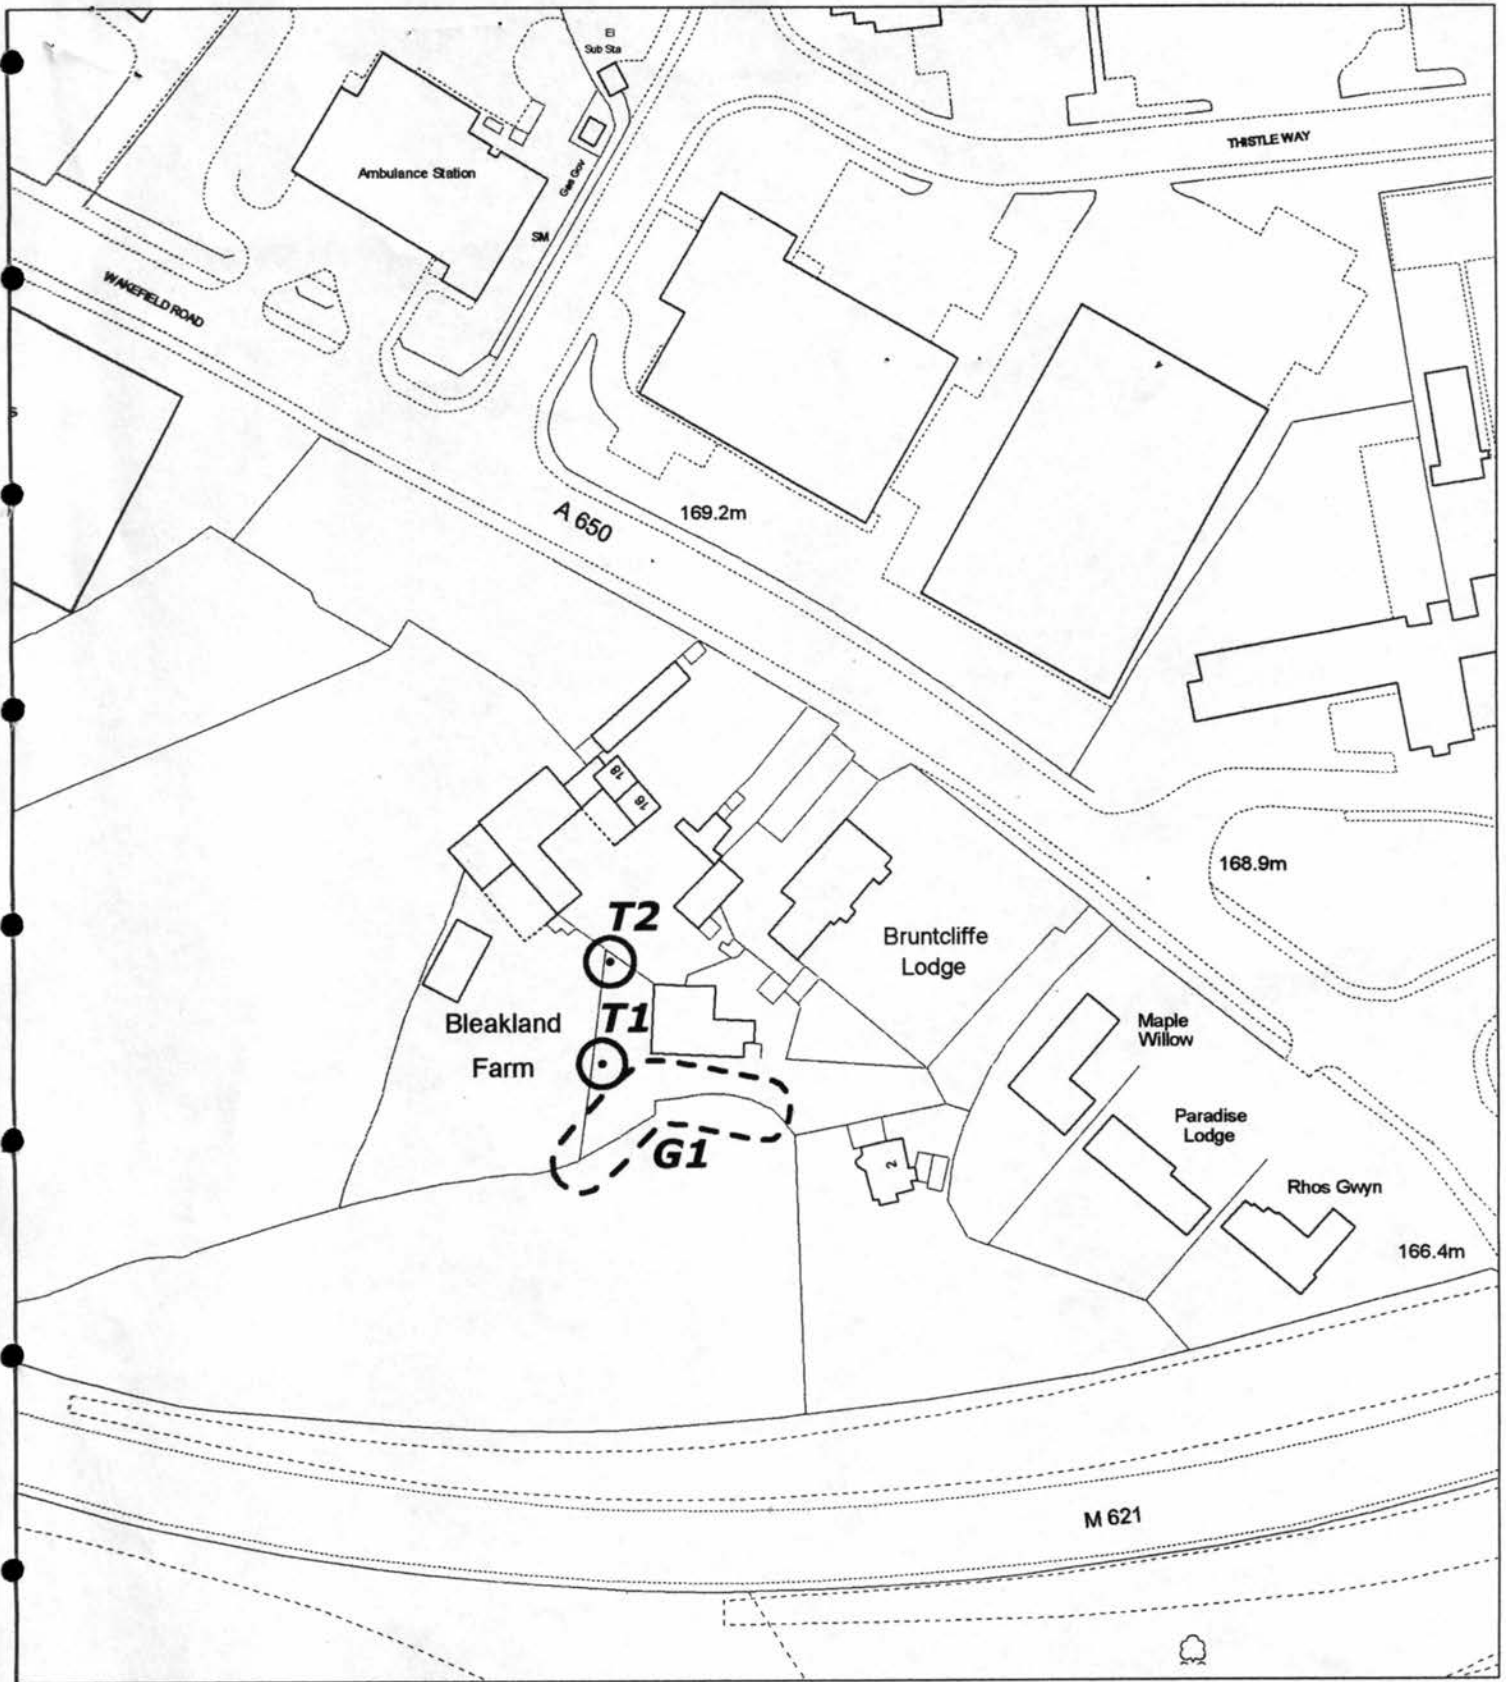 El
Sub Sta
THISTLE WAY
Ambulance Station
Gas Gov
SM
WAKEFIELD ROAD
S
A 650
169.2m
18
16
168.9m
T2
Bruntcliffe
Lodge
T1
Bleakland
Farm
Maple
Willow
Paradise
Lodge
G1
2
Rhos Gwyn
166.4m
M 621